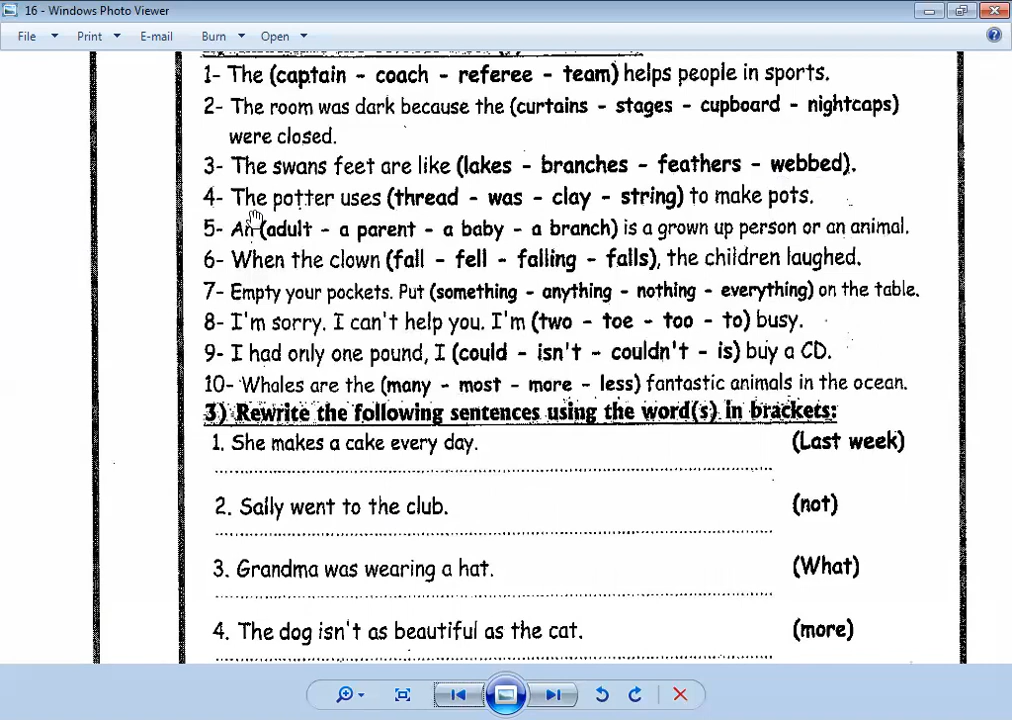 16 - Windows Photo Viewer
File Print E-mail Burn Open
1- The (captain - coach - referee - team) helps people in sports.
2- The room was dark because the (curtains - stages - cupboard - nightcaps)
were closed.
3- The swans feet are like (lakes - branches - feathers - webbed).
4- The potter uses (thread - was - clay - string) to make pots.
5- An (adult - a parent - a baby - a branch) is a grown up person or an animal.
6- When the clown (fall - fell - falling - falls), the children laughed.
7- Empty your pockets. Put (something - anything - nothing - everything) on the table.
8- I'm sorry. I can't help you. I'm (two - toe - too - to) busy.
9- I had only one pound, I (could - isn't - couldn't - is) buy a CD.
10- Whales are the (many - most - more - less) fantastic animals in the ocean.
3) Rewrite the following sentences using the word(s) in brackets:
1. She makes a cake every day. (Last week)
2. Sally went to the club. (not)
3. Grandma was wearing a hat. (What)
4. The dog isn't as beautiful as the cat. (more)